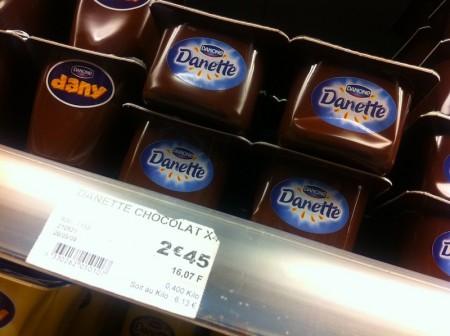 DANONE
dany
DANONE
Danette
DANONE
Danette
DANONE
Danette
DANONE
Danette
DANETTE CHOCOLAT X
2€45
16,07 F
0,400 Kilo
Soit au Kilo 6.13 €